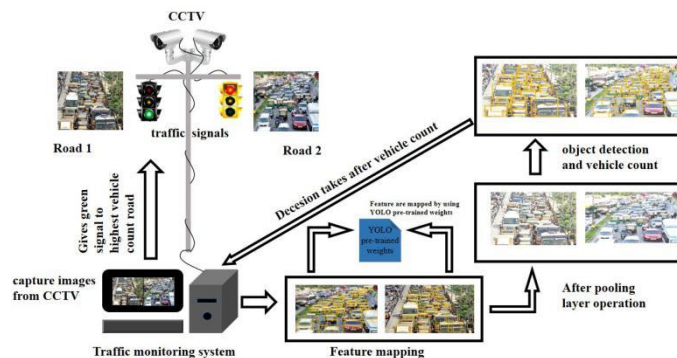 CCTV
traffic signals
Road 1
Road 2
Gives green
signal to
highest vehicle
count road
capture images
from CCTV
Traffic monitoring system
Decesion takes after vehicle count
Feature are mapped by using
YOLO pre-trained weights
YOLO
pre-trained
weights
Feature mapping
object detection
and vehicle count
After pooling
layer operation